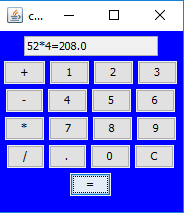 c...
52*4=208.0
+ 1 2 3
- 4 5 6
* 7 8 9
/ . 0 C
=